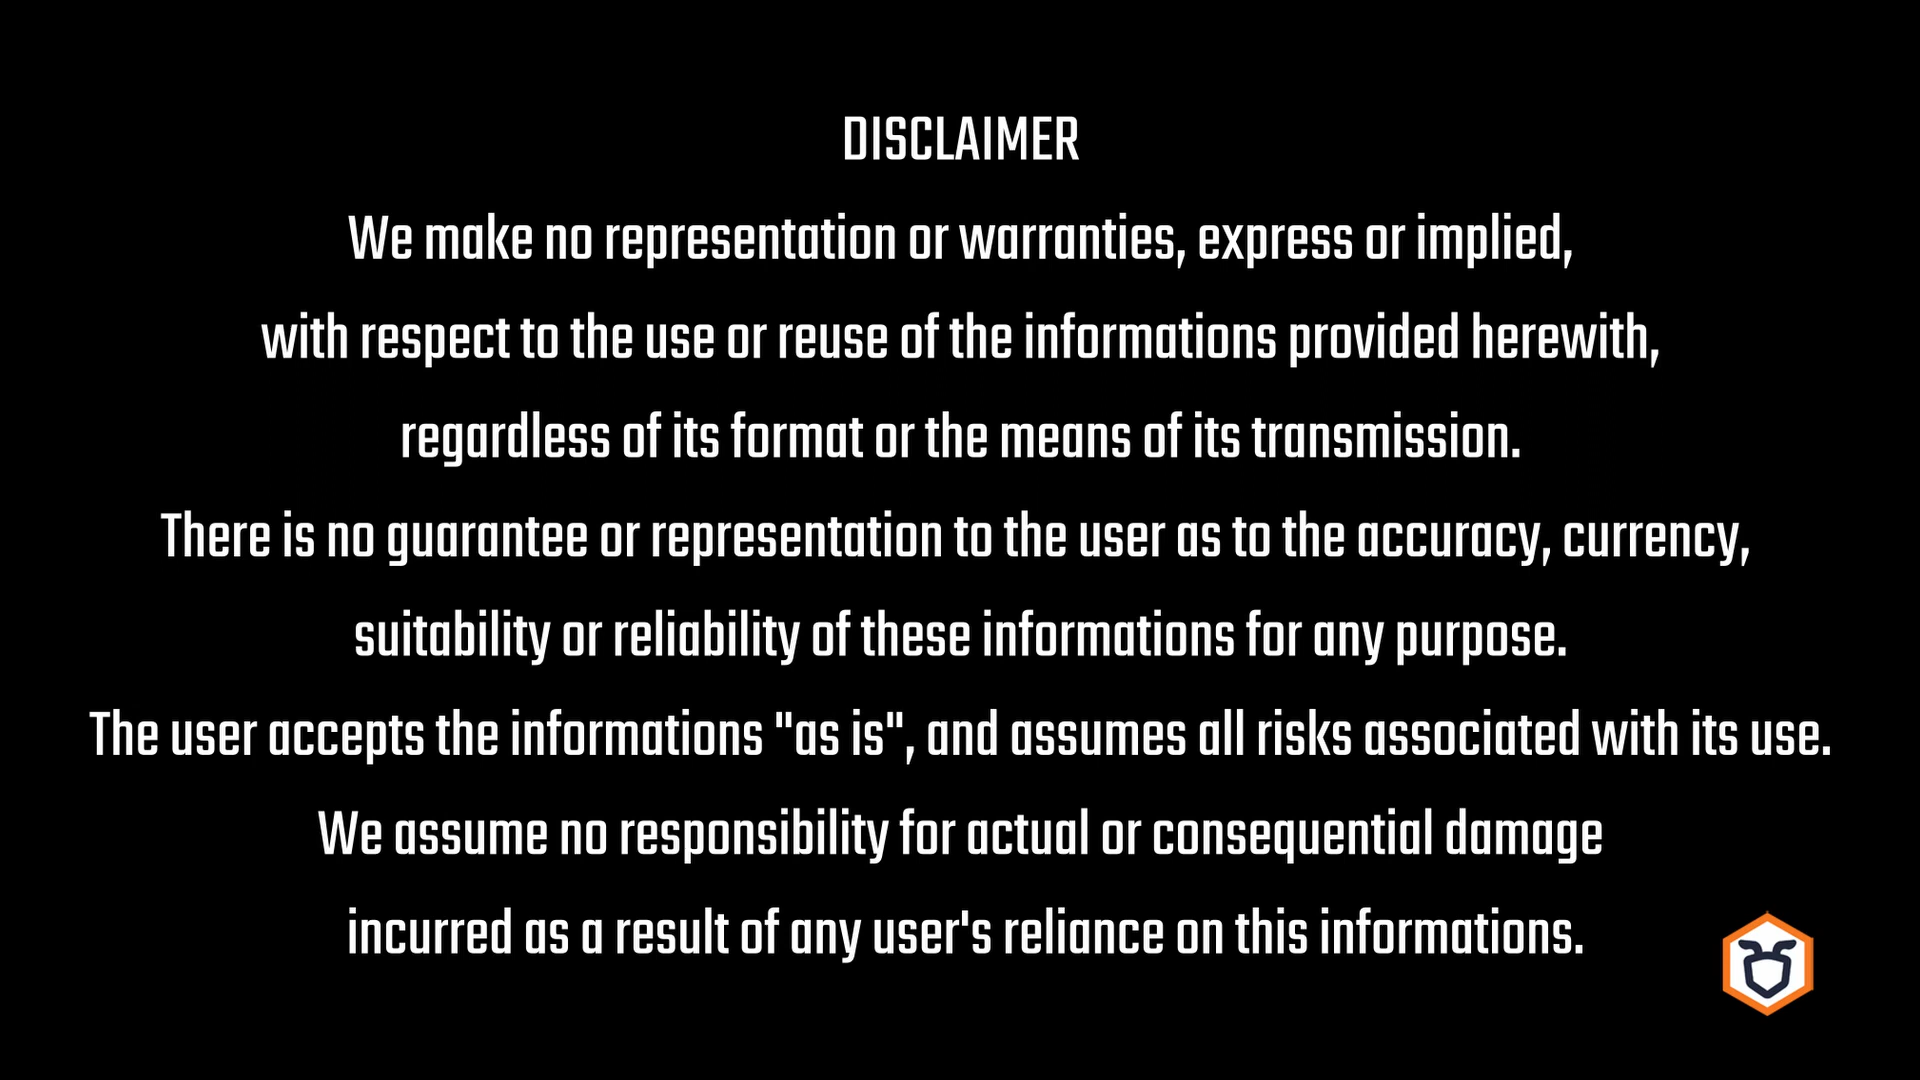 DISCLAIMER
We make no representation or warranties, express or implied,
with respect to the use or reuse of the informations provided herewith,
regardless of its format or the means of its transmission.
There is no guarantee or representation to the user as to the accuracy, currency,
suitability or reliability of these informations for any purpose.
The user accepts the informations "as is", and assumes all risks associated with its use.
We assume no responsibility for actual or consequential damage
incurred as a result of any user's reliance on this informations.